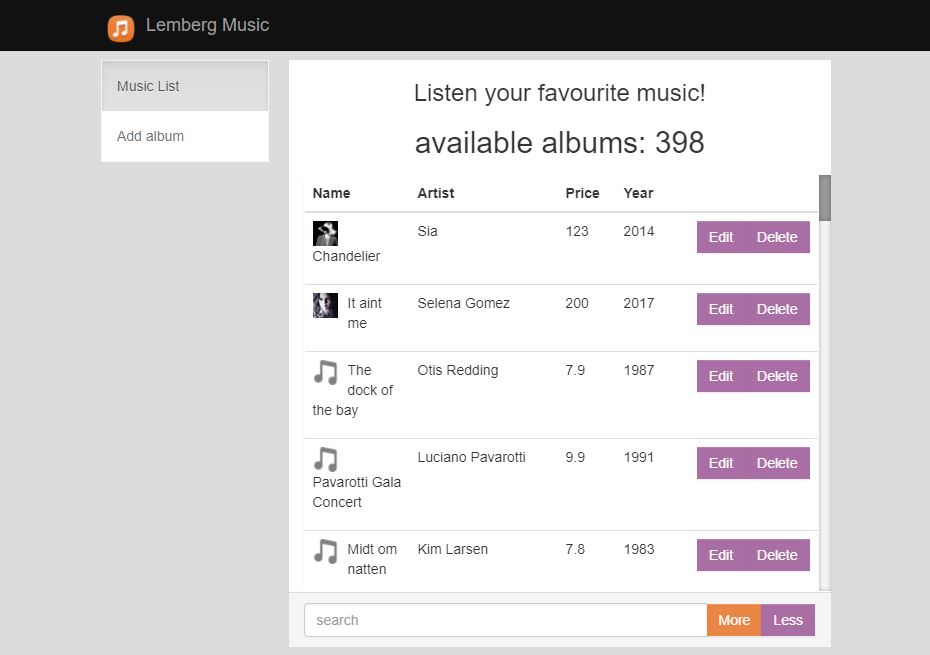 Lemberg Music
Music List
Add album
Listen your favourite music!
available albums: 398
Name Artist Price Year
Chandelier Sia 123 2014 Edit Delete
It aint Selena Gomez 200 2017 Edit Delete
me
The Otis Redding 7.9 1987 Edit Delete
dock of
the bay
Luciano Pavarotti 9.9 1991 Edit Delete
Pavarotti Gala
Concert
Midt om Kim Larsen 7.8 1983 Edit Delete
natten
search More Less